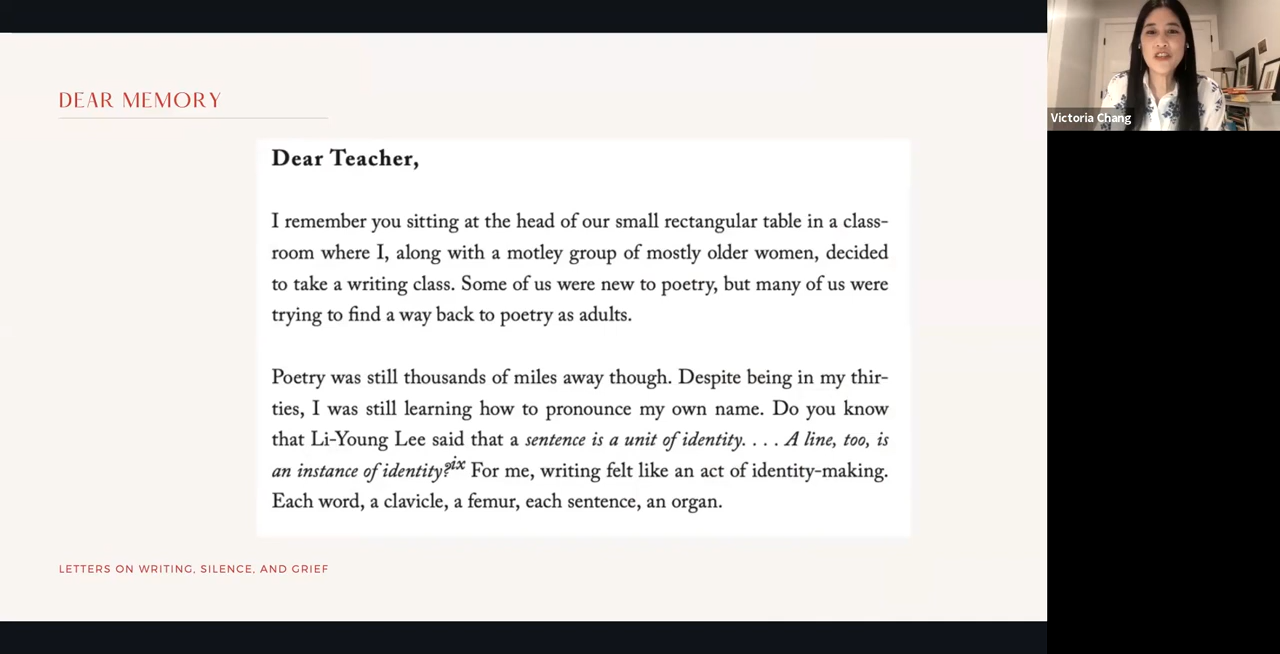 DEAR MEMORY
Dear Teacher,
I remember you sitting at the head of our small rectangular table in a class-
room where I, along with a motley group of mostly older women, decided
to take a writing class. Some of us were new to poetry, but many of us were
trying to find a way back to poetry as adults.
Poetry was still thousands of miles away though. Despite being in my thir-
ties, I was still learning how to pronounce my own name. Do you know
that Li-Young Lee said that a sentence is a unit of identity. . . . A line, too, is
an instance of identity?ix For me, writing felt like an act of identity-making.
Each word, a clavicle, a femur, each sentence, an organ.
LETTERS ON WRITING, SILENCE, AND GRIEF
Victoria Chang